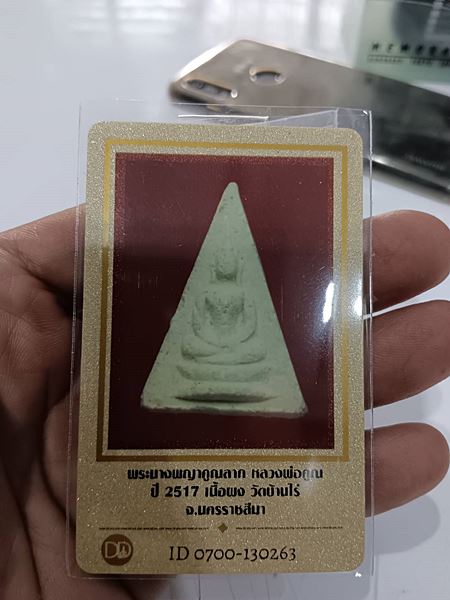 พระนางพญาคูณลาภ หลวงพ่อคูณ
ปี 2517 เนื้อผง วัดบ้านไร่
จ.นครราชสีมา
ID 0700-130263